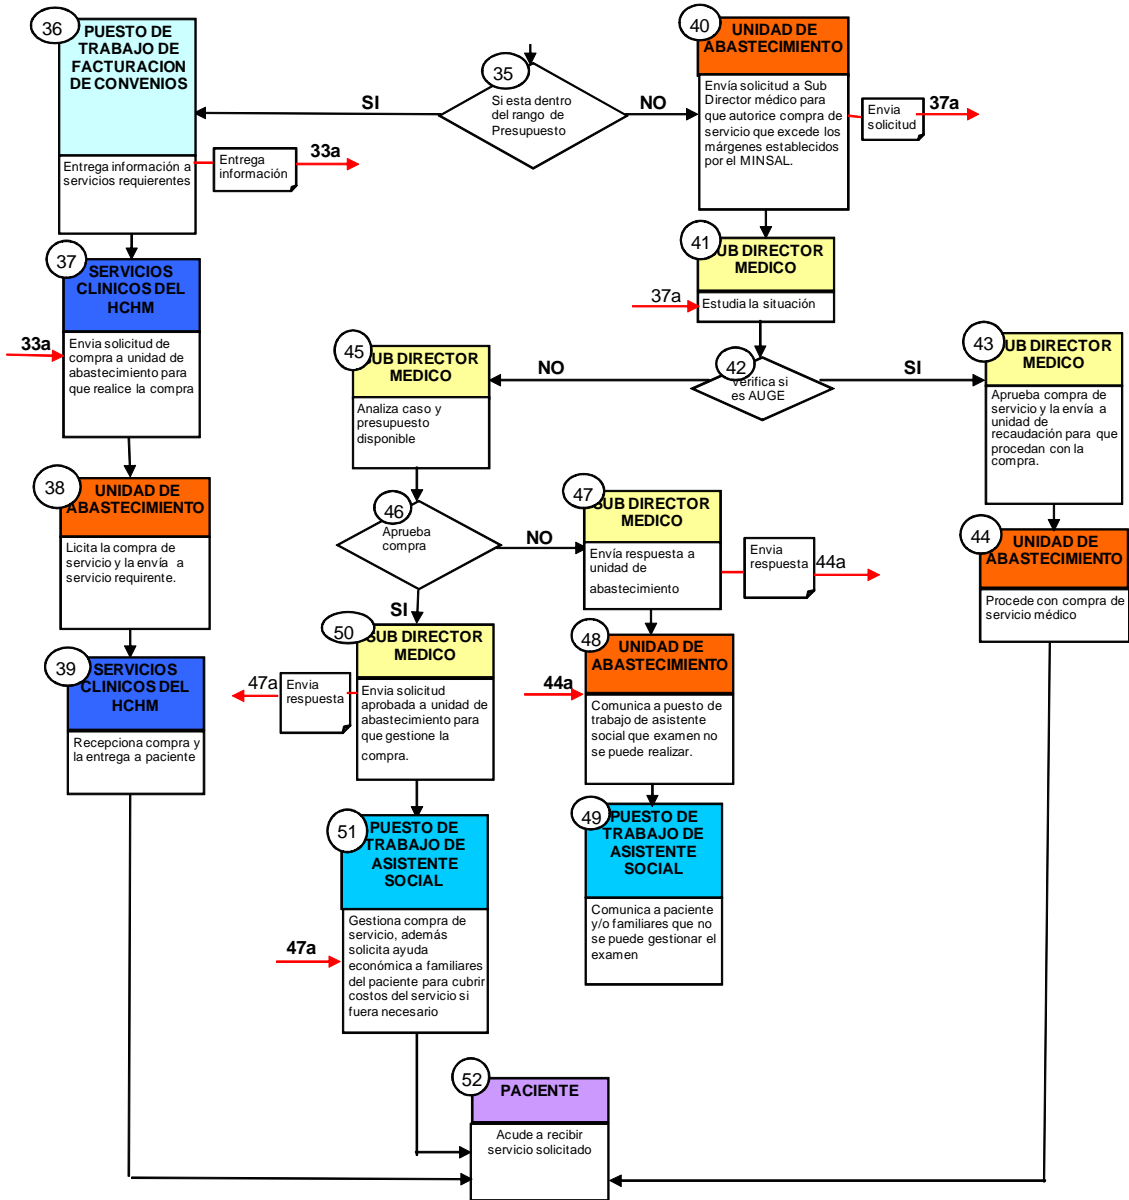 36
PUESTO DE
TRABAJO DE
FACTURACION
DE CONVENIOS
Entrega información a
servicios requierentes
Entrega
información
33a
SI
35
Si esta dentro
del rango de
Presupuesto
NO
40
UNIDAD DE
ABASTECIMIENTO
Envía solicitud a Sub
Director médico para
que autorice compra de
servicio que excede los
márgenes establecidos
por el MINSAL.
Envia
solicitud
37a
37
SERVICIOS
CLINICOS DEL
HCHM
33a
Envia solicitud de
compra a unidad de
abastecimiento para
que realice la compra
41
SUB DIRECTOR
MEDICO
37a
Estudia la situación
42
Verifica si
es AUGE
NO
SI
45
SUB DIRECTOR
MEDICO
Analiza caso y
presupuesto
disponible
43
SUB DIRECTOR
MEDICO
Aprueba compra de
servicio y la envía a
unidad de
recaudación para que
procedan con la
compra.
38
UNIDAD DE
ABASTECIMIENTO
Licita la compra de
servicio y la envía a
servicio requirente.
46
Aprueba
compra
NO
SI
47
SUB DIRECTOR
MEDICO
Envía respuesta a
unidad de
abastecimiento
Envia
respuesta
44a
44
UNIDAD DE
ABASTECIMIENTO
Procede con compra de
servicio médico
39
SERVICIOS
CLINICOS DEL
HCHM
Recepciona compra y
la entrega a paciente
50
SUB DIRECTOR
MEDICO
47a
Envia
respuesta
Envia solicitud
aprobada a unidad de
abastecimiento para
que gestione la
compra.
48
UNIDAD DE
ABASTECIMIENTO
44a
Comunica a puesto de
trabajo de asistente
social que examen no
se puede realizar.
51
PUESTO DE
TRABAJO DE
ASISTENTE
SOCIAL
47a
Gestiona compra de
servicio, además
solicita ayuda
económica a familiares
del paciente para cubrir
costos del servicio si
fuera necesario
49
PUESTO DE
TRABAJO DE
ASISTENTE
SOCIAL
Comunica a paciente
y/o familiares que no
se puede gestionar el
examen
52
PACIENTE
Acude a recibir
servicio solicitado